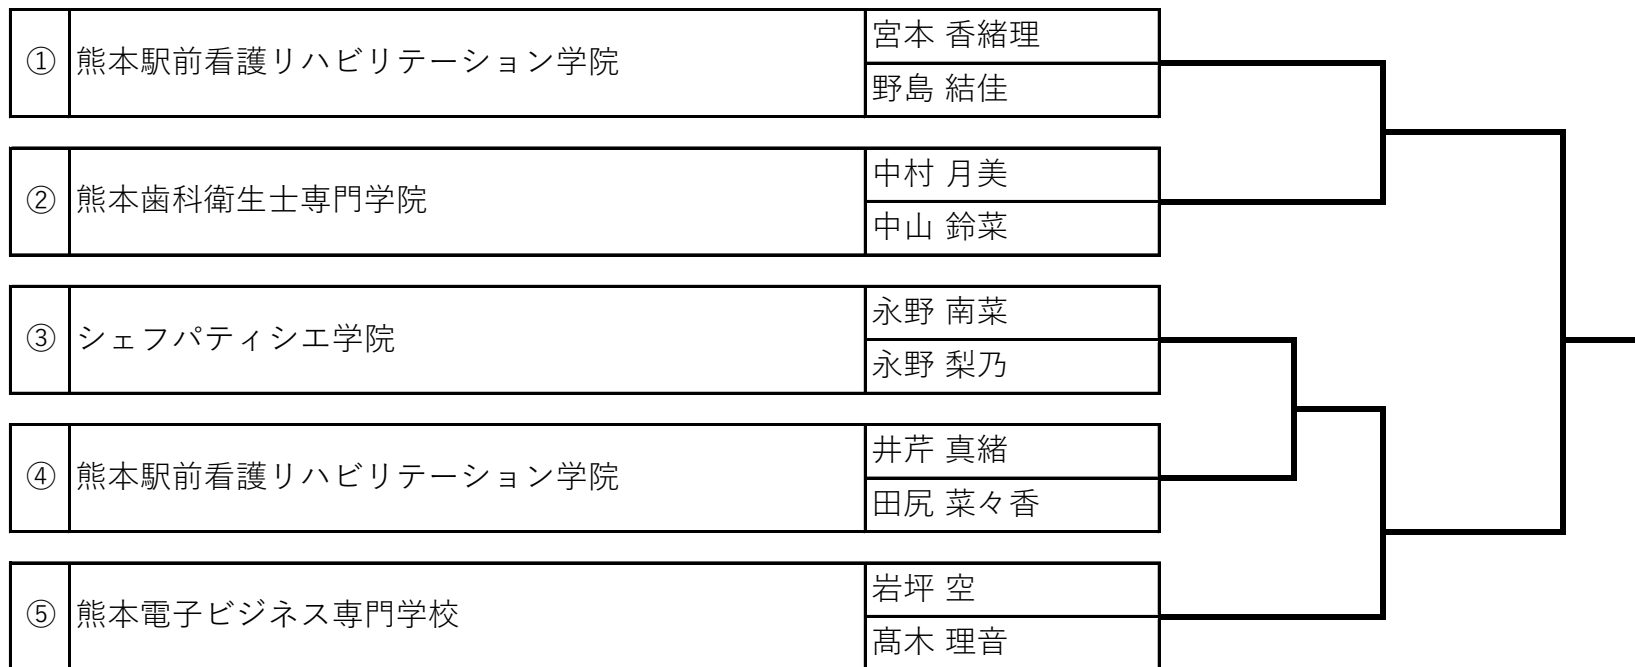 ① 熊本駅前看護リハビリテーション学院 宮本 香緒理
野島 結佳
② 熊本歯科衛生士専門学院 中村 月美
中山 鈴菜
③ シェフパティシエ学院 永野 南菜
永野 梨乃
④ 熊本駅前看護リハビリテーション学院 井芹 真緒
田尻 菜々香
⑤ 熊本電子ビジネス専門学校 岩坪 空
髙木 理音